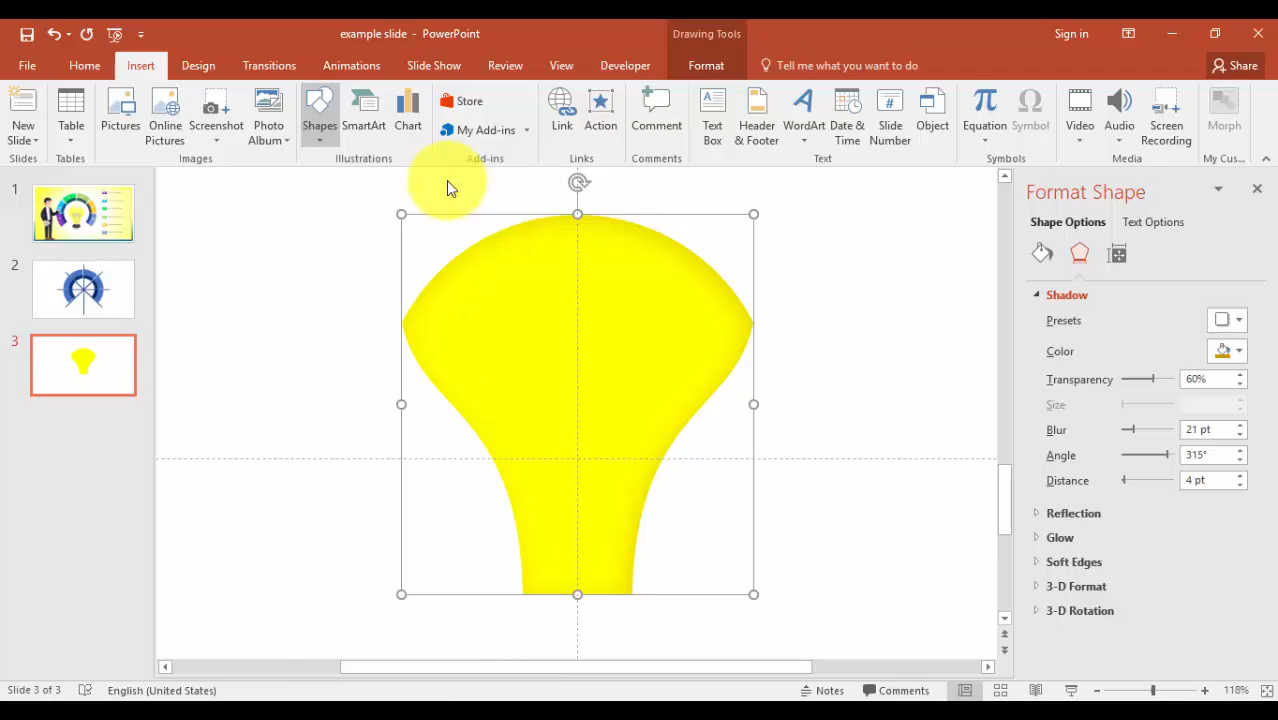 example slide - PowerPoint
Drawing Tools
Sign in
File Home Insert Design Transitions Animations Slide Show Review View Developer Format Tell me what you want to do Share
New Slide
Table
Pictures
Online Pictures
Screenshot
Photo Album
Shapes
SmartArt
Chart
Store
My Add-ins
Link
Action
Comment
Text Box
Header & Footer
WordArt
Date & Time
Slide Number
Object
Equation
Symbol
Video
Audio
Screen Recording
Morph
Slides Tables Images Illustrations Add-ins Links Comments Text Symbols Media My Cus...
1
2
3
Format Shape
Shape Options Text Options
Shadow
Presets
Color
Transparency 60%
Size
Blur 21 pt
Angle 315°
Distance 4 pt
Reflection
Glow
Soft Edges
3-D Format
3-D Rotation
Slide 3 of 3 English (United States) Notes Comments 118%